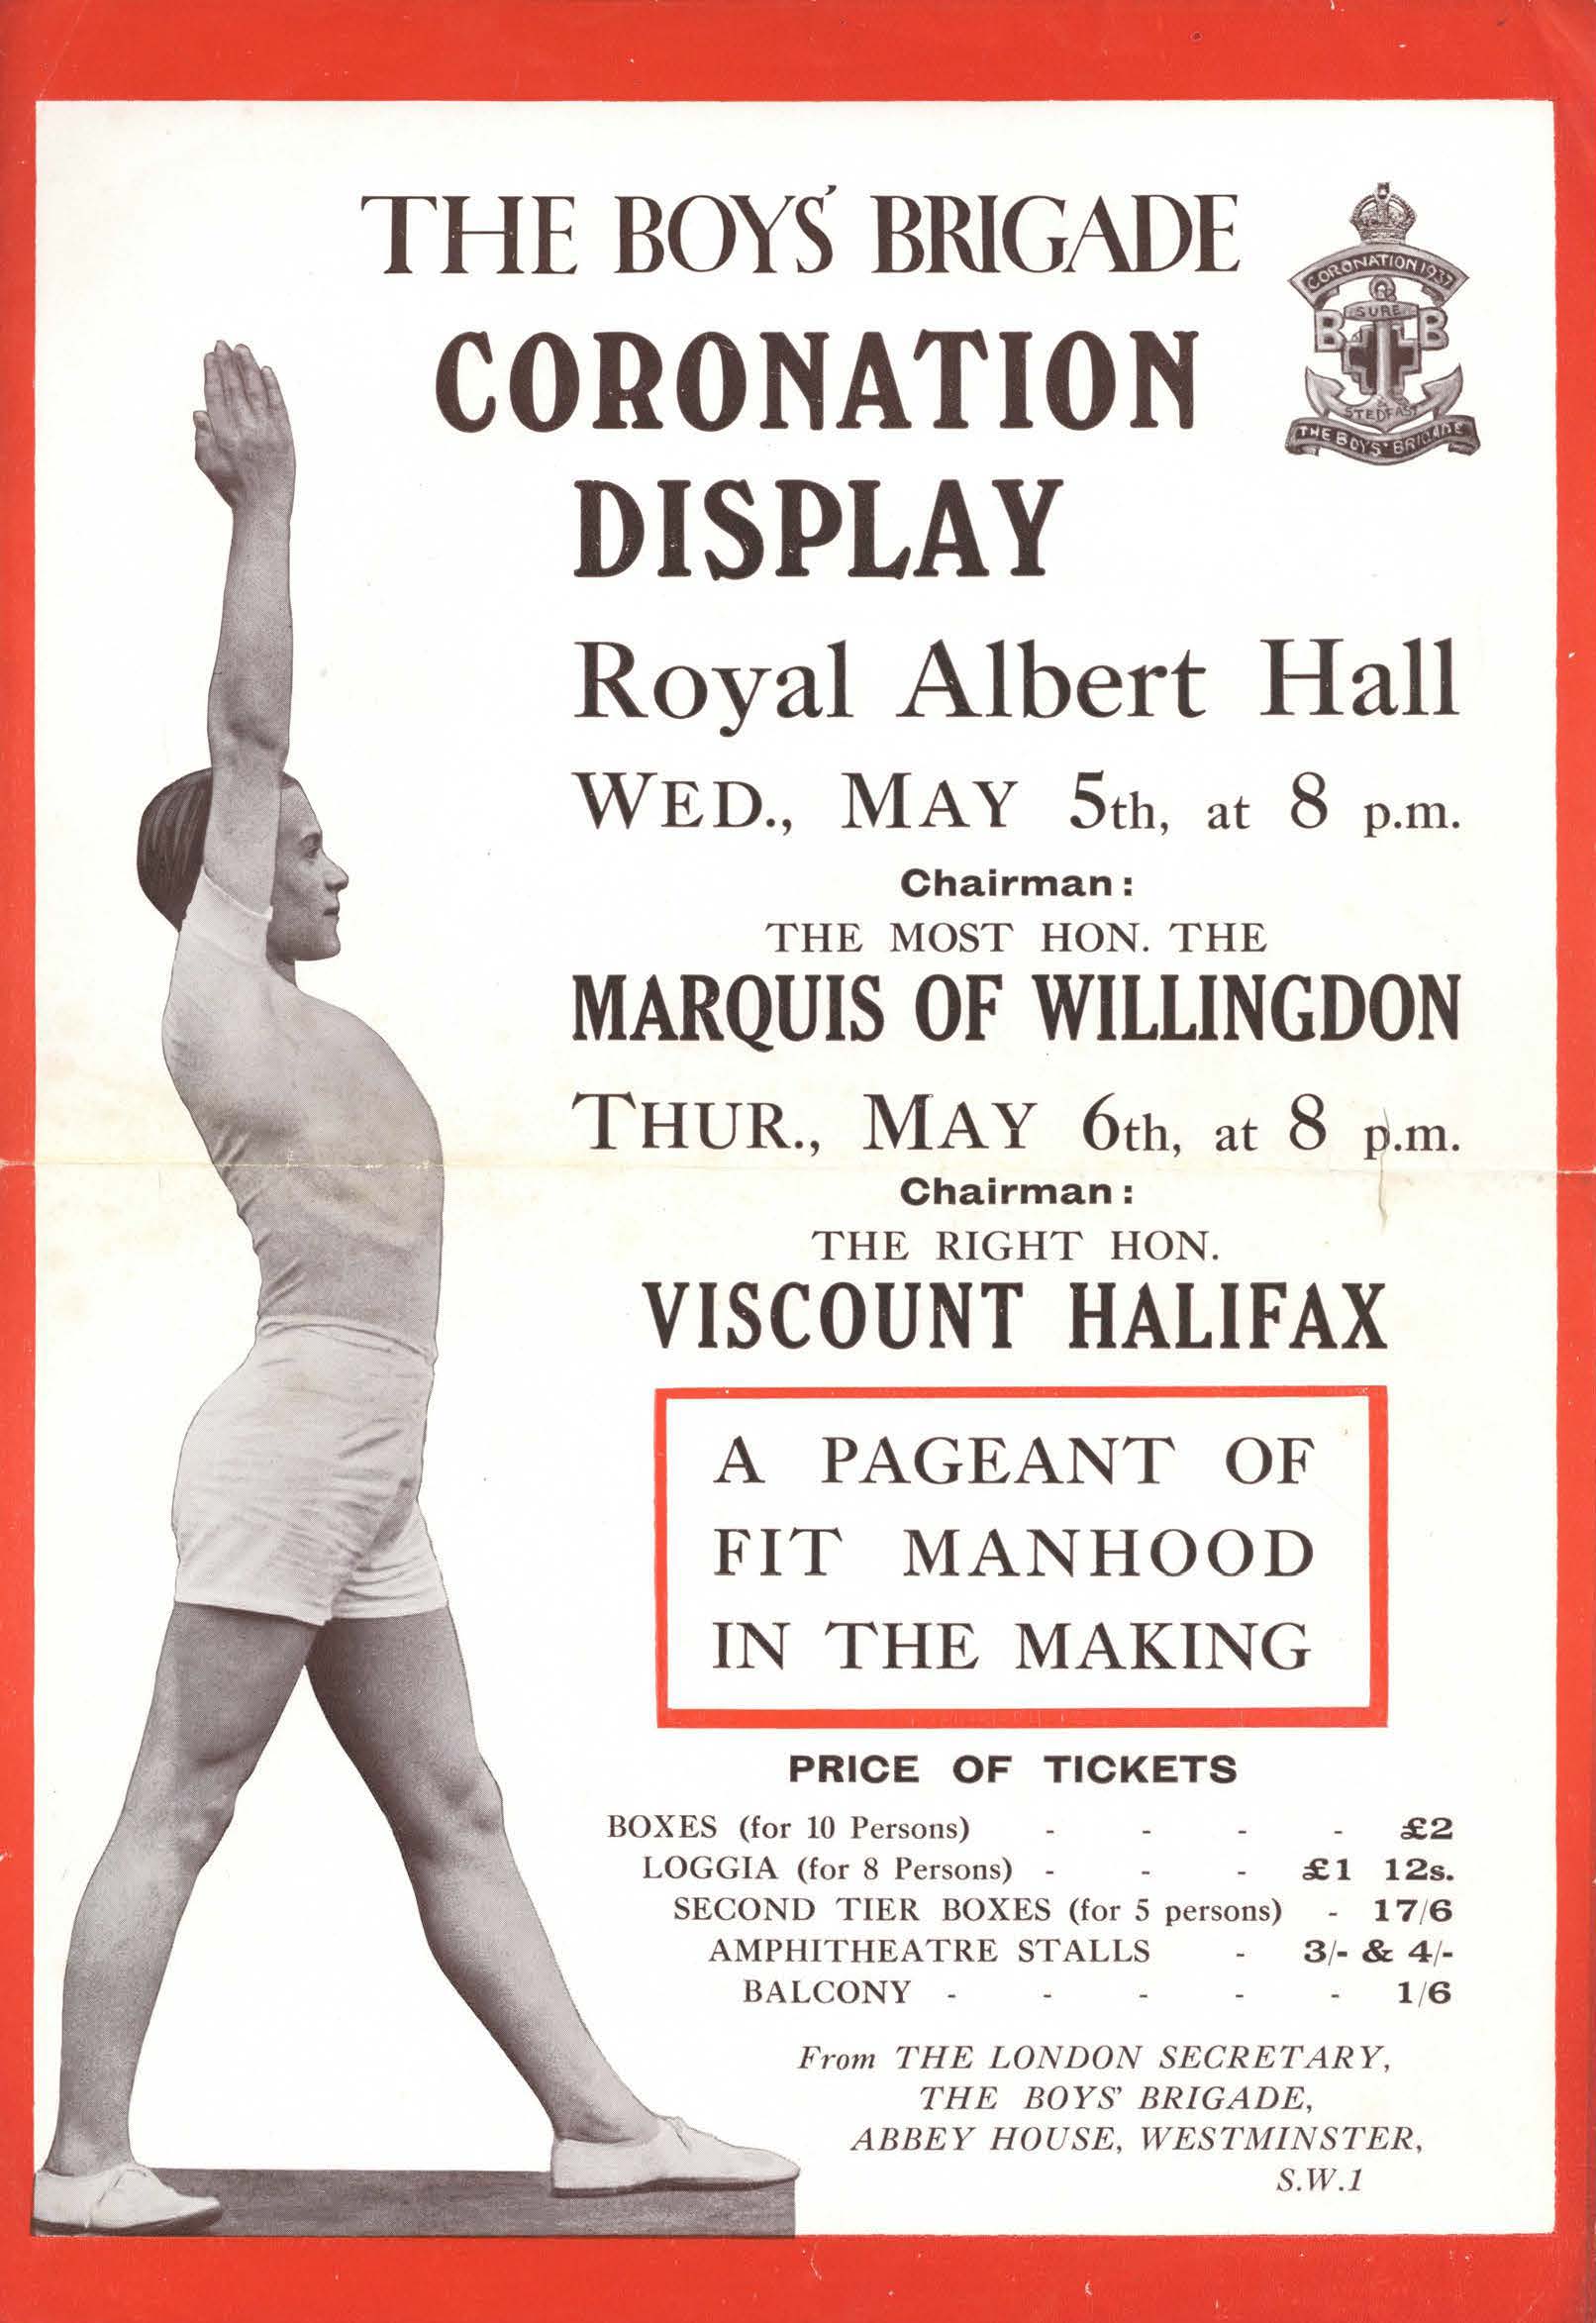 THE BOYS' BRIGADE
CORONATION
DISPLAY
CORONATION 1937
B B
SURE
STEDFAST
THE BOYS' BRIGADE
Royal Albert Hall
WED., MAY 5th, at 8 p.m.
Chairman:
THE MOST HON. THE
MARQUIS OF WILLINGDON
THUR., MAY 6th, at 8 p.m.
Chairman:
THE RIGHT HON.
VISCOUNT HALIFAX
A PAGEANT OF
FIT MANHOOD
IN THE MAKING
PRICE OF TICKETS
BOXES (for 10 Persons) - - - - £2
LOGGIA (for 8 Persons) - - - £1 12s.
SECOND TIER BOXES (for 5 persons) - 17/6
AMPHITHEATRE STALLS - 3/- & 4/-
BALCONY - - - - - 1/6
From THE LONDON SECRETARY,
THE BOYS' BRIGADE,
ABBEY HOUSE, WESTMINSTER,
S.W.1